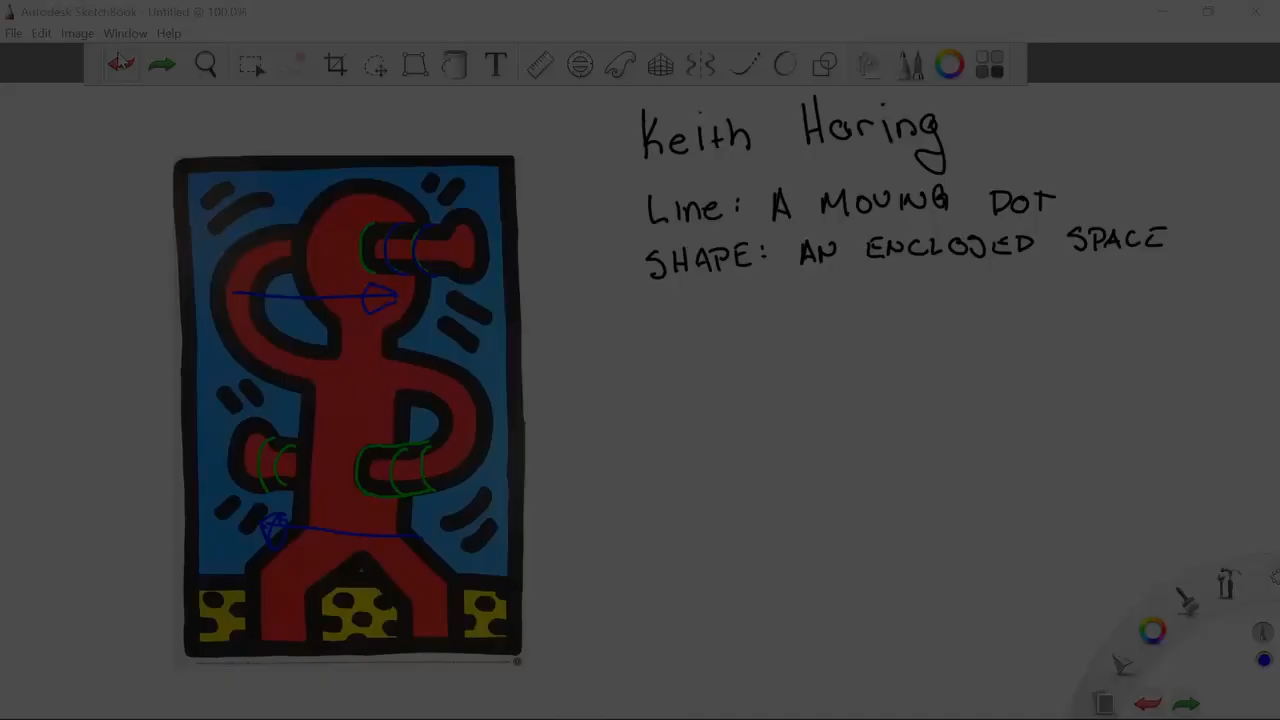 Autodesk SketchBook - Untitled @ 100.0%
File Edit Image Window Help
T
Keith Haring
Line: A MOVING DOT
SHAPE: AN ENCLOSED SPACE